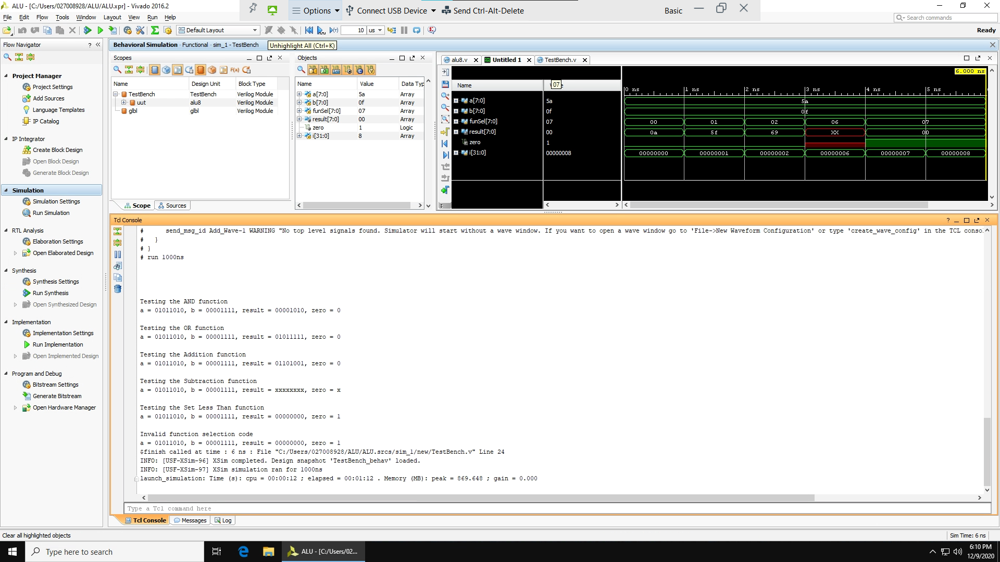 ALU - [C:/Users/027008928/ALU/ALU.xpr] - Vivado 2016.2
Options
Connect USB Device
Send Ctrl-Alt-Delete
Basic
File Edit Flow Tools Window Layout View Run Help
Search commands
Default Layout
10 us
Ready
Flow Navigator
Behavioral Simulation - Functional - sim_1 - TestBench
Unhighlight All (Ctrl+K)
Project Manager
Project Settings
Add Sources
Language Templates
IP Catalog
IP Integrator
Create Block Design
Open Block Design
Generate Block Design
Simulation
Simulation Settings
Run Simulation
RTL Analysis
Elaboration Settings
Open Elaborated Design
Synthesis
Synthesis Settings
Run Synthesis
Open Synthesized Design
Implementation
Implementation Settings
Run Implementation
Open Implemented Design
Program and Debug
Bitstream Settings
Generate Bitstream
Open Hardware Manager
Scopes
Name Design Unit Block Type
TestBench TestBench Verilog Module
uut alu8 Verilog Module
glbl glbl Verilog Module
Scope Sources
Objects
Name Value Data Typ
a[7:0] 5a Array
b[7:0] 0f Array
funSel[7:0] 07 Array
result[7:0] 00 Array
zero 1 Logic
i[31:0] 8 Array
alu8.v Untitled 1 TestBench.v
6.000 ns
Name 07
0 ns 1 ns 2 ns 3 ns 4 ns 5 ns
a[7:0] 5a 5a
b[7:0] 0f 0f
funSel[7:0] 07 00 01 02 06 07
result[7:0] 00 0a 5f 69 XX 00
zero 1
i[31:0] 00000008 00000000 00000001 00000002 00000006 00000007 00000008
Tcl Console
# send_msg_id Add_Wave-1 WARNING "No top level signals found. Simulator will start without a wave window. If you want to open a wave window go to 'File->New Waveform Configuration' or type 'create_wave_config' in the TCL conso
# }
# }
# run 1000ns
Testing the AND function
a = 01011010, b = 00001111, result = 00001010, zero = 0
Testing the OR function
a = 01011010, b = 00001111, result = 01011111, zero = 0
Testing the Addition function
a = 01011010, b = 00001111, result = 01101001, zero = 0
Testing the Subtraction function
a = 01011010, b = 00001111, result = xxxxxxxx, zero = x
Testing the Set Less Than function
a = 01011010, b = 00001111, result = 00000000, zero = 1
Invalid function selection code
a = 01011010, b = 00001111, result = 00000000, zero = 1
$finish called at time : 6 ns : File "C:/Users/027008928/ALU/ALU.srcs/sim_1/new/TestBench.v" Line 24
INFO: [USF-XSim-96] XSim completed. Design snapshot 'TestBench_behav' loaded.
INFO: [USF-XSim-97] XSim simulation ran for 1000ns
launch_simulation: Time (s): cpu = 00:00:12 ; elapsed = 00:01:12 . Memory (MB): peak = 869.648 ; gain = 0.000
Type a Tcl command here
Tcl Console Messages Log
Clear all highlighted objects
Sim Time: 6 ns
Type here to search
ALU - [C:/Users/02...
6:10 PM
12/9/2020